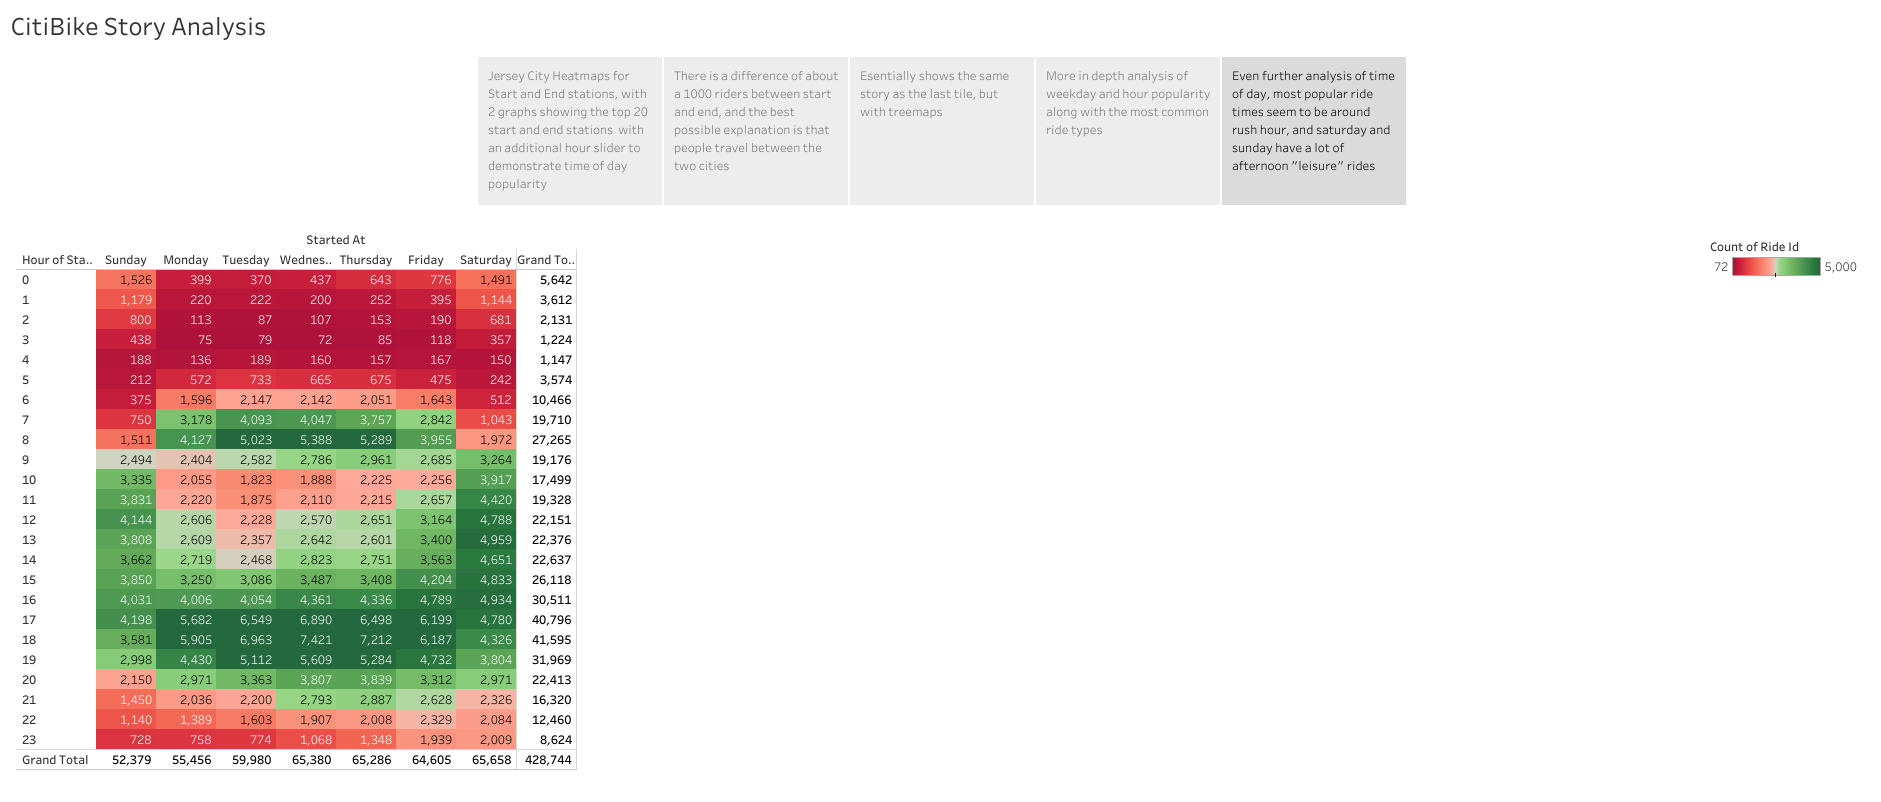 CitiBike Story Analysis
Jersey City Heatmaps for
Start and End stations, with
2 graphs showing the top 20
start and end stations with
an additional hour slider to
demonstrate time of day
popularity
There is a difference of about
a 1000 riders between start
and end, and the best
possible explanation is that
people travel between the
two cities
Esentially shows the same
story as the last tile, but
with treemaps
More in depth analysis of
weekday and hour popularity
along with the most common
ride types
Even further analysis of time
of day, most popular ride
times seem to be around
rush hour, and saturday and
sunday have a lot of
afternoon "leisure" rides
Started At
Hour of Sta.. Sunday Monday Tuesday Wednes.. Thursday Friday Saturday Grand To..
0 1,526 399 370 437 643 776 1,491 5,642
1 1,179 220 222 200 252 395 1,144 3,612
2 800 113 87 107 153 190 681 2,131
3 438 75 79 72 85 118 357 1,224
4 188 136 189 160 157 167 150 1,147
5 212 572 733 665 675 475 242 3,574
6 375 1,596 2,147 2,142 2,051 1,643 512 10,466
7 750 3,178 4,093 4,047 3,757 2,842 1,043 19,710
8 1,511 4,127 5,023 5,388 5,289 3,955 1,972 27,265
9 2,494 2,404 2,582 2,786 2,961 2,685 3,264 19,176
10 3,335 2,055 1,823 1,888 2,225 2,256 3,917 17,499
11 3,831 2,220 1,875 2,110 2,215 2,657 4,420 19,328
12 4,144 2,606 2,228 2,570 2,651 3,164 4,788 22,151
13 3,808 2,609 2,357 2,642 2,601 3,400 4,959 22,376
14 3,662 2,719 2,468 2,823 2,751 3,563 4,651 22,637
15 3,850 3,250 3,086 3,487 3,408 4,204 4,833 26,118
16 4,031 4,006 4,054 4,361 4,336 4,789 4,934 30,511
17 4,198 5,682 6,549 6,890 6,498 6,199 4,780 40,796
18 3,581 5,905 6,963 7,421 7,212 6,187 4,326 41,595
19 2,998 4,430 5,112 5,609 5,284 4,732 3,804 31,969
20 2,150 2,971 3,363 3,807 3,839 3,312 2,971 22,413
21 1,450 2,036 2,200 2,793 2,887 2,628 2,326 16,320
22 1,140 1,389 1,603 1,907 2,008 2,329 2,084 12,460
23 728 758 774 1,068 1,348 1,939 2,009 8,624
Grand Total 52,379 55,456 59,980 65,380 65,286 64,605 65,658 428,744
Count of Ride Id
72 5,000